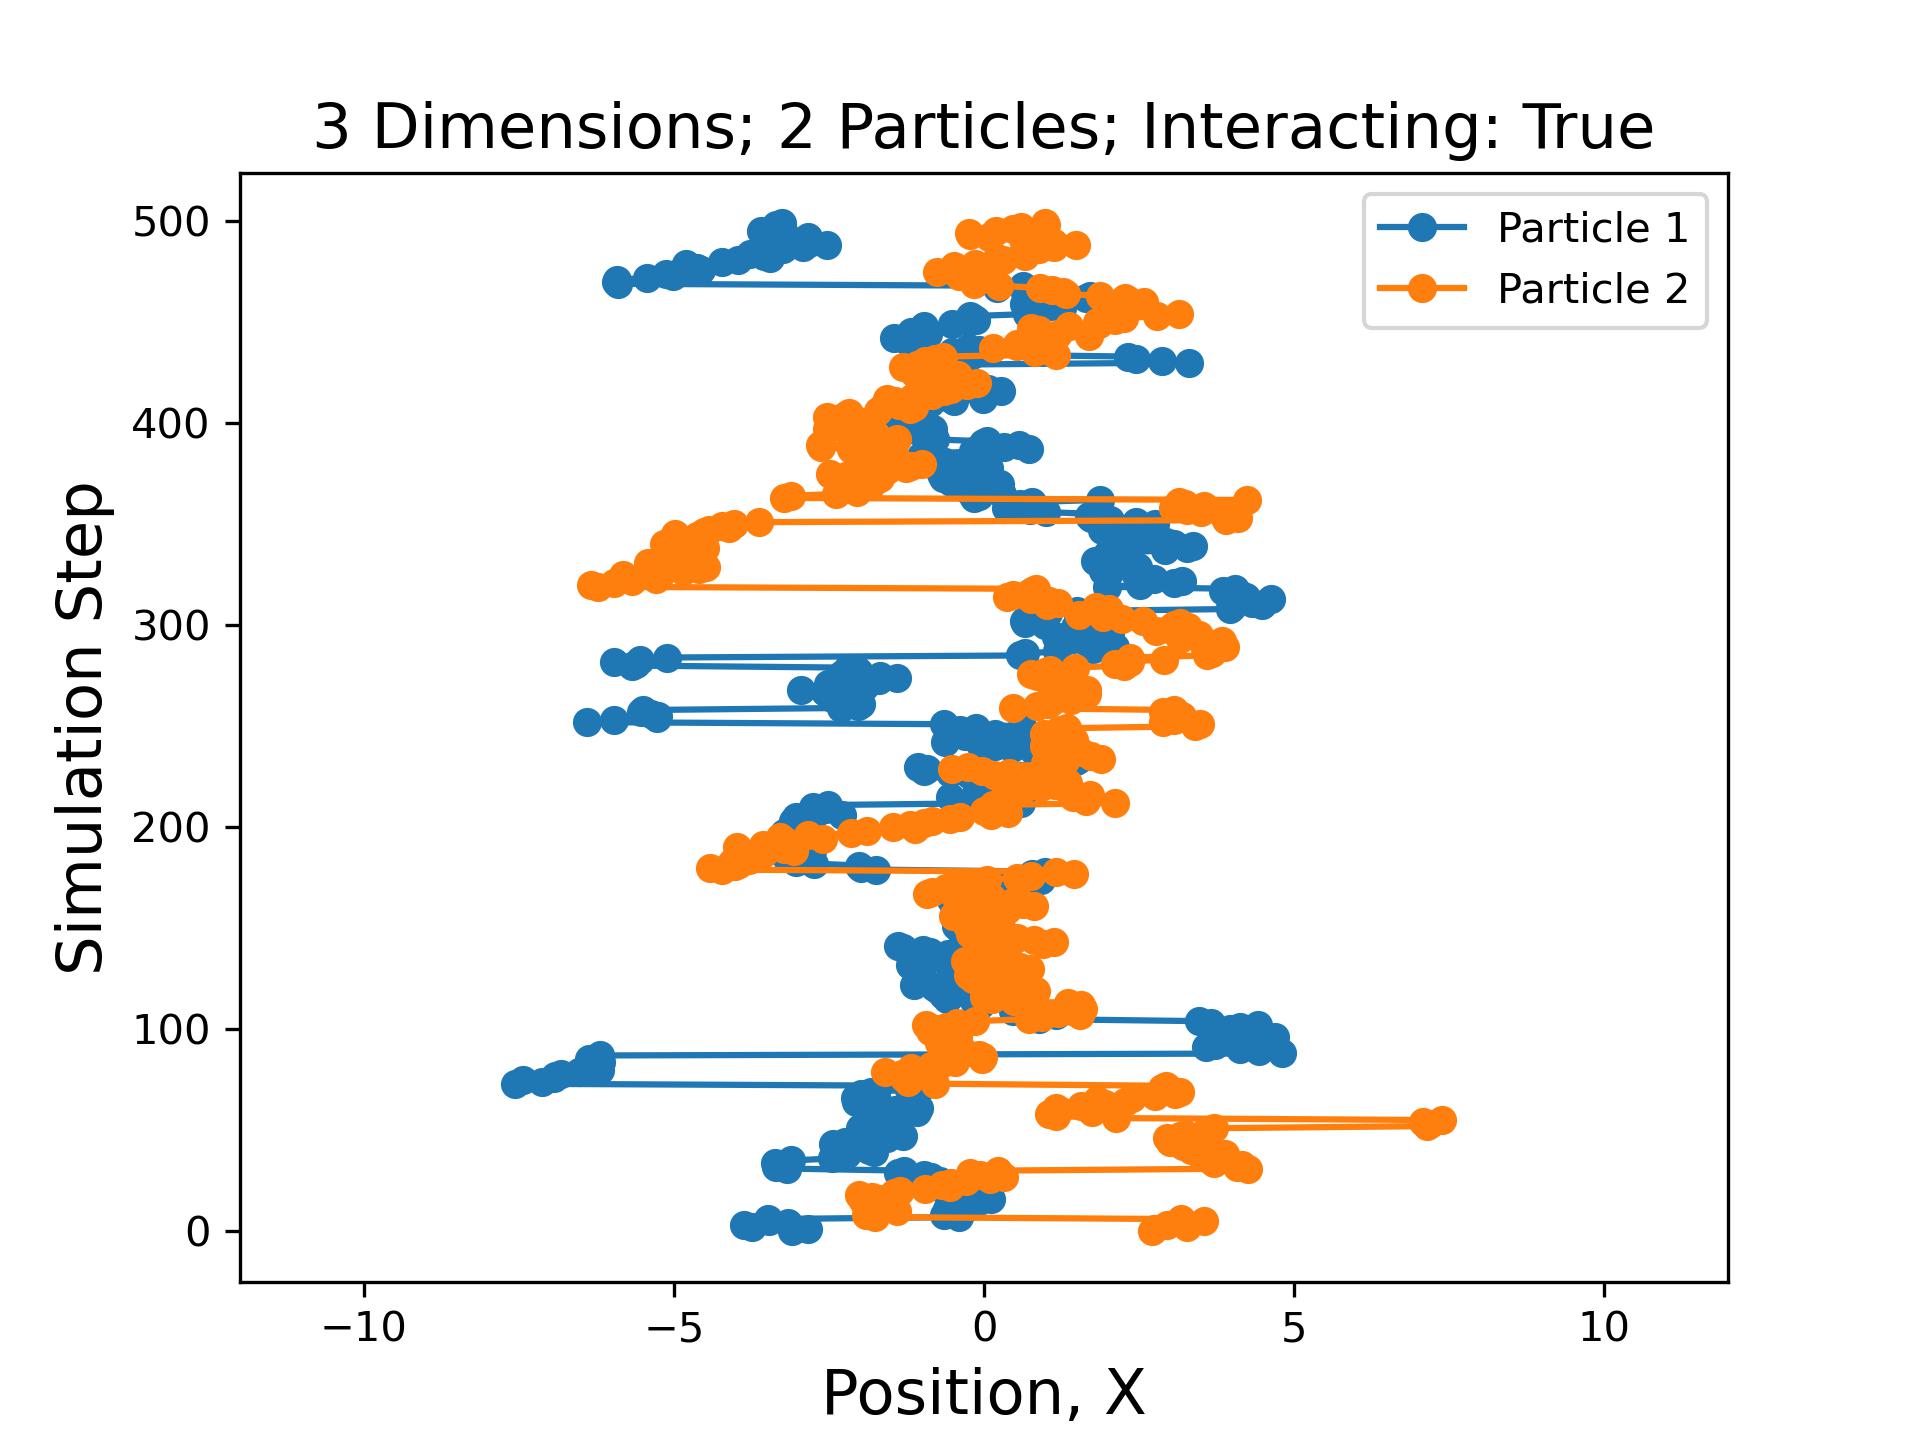 3 Dimensions; 2 Particles; Interacting: True
Particle 1
Particle 2
Simulation Step
500
400
300
200
100
0
−10
−5
0
5
10
Position, X